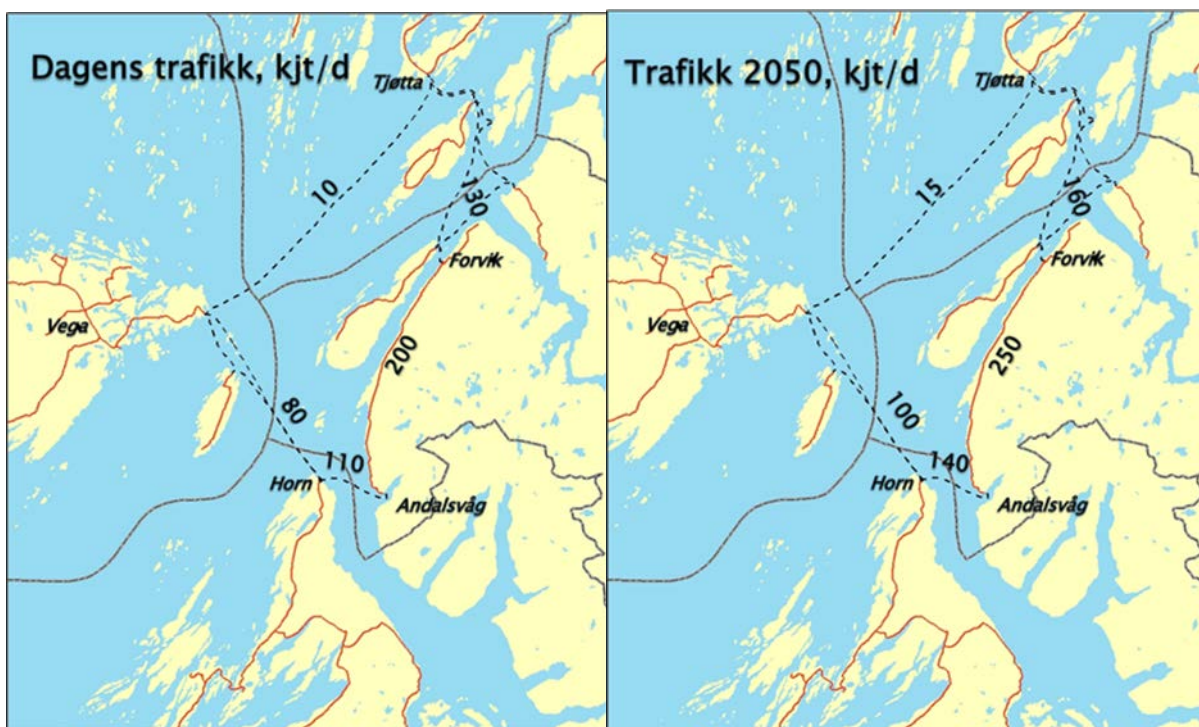 Dagens trafikk, kjt/d
Tjøtta
10
130
Forvik
Vega
200
80
110
Horn
Andalsvåg
Trafikk 2050, kjt/d
Tjøtta
15
160
Forvik
Vega
250
100
140
Horn
Andalsvåg